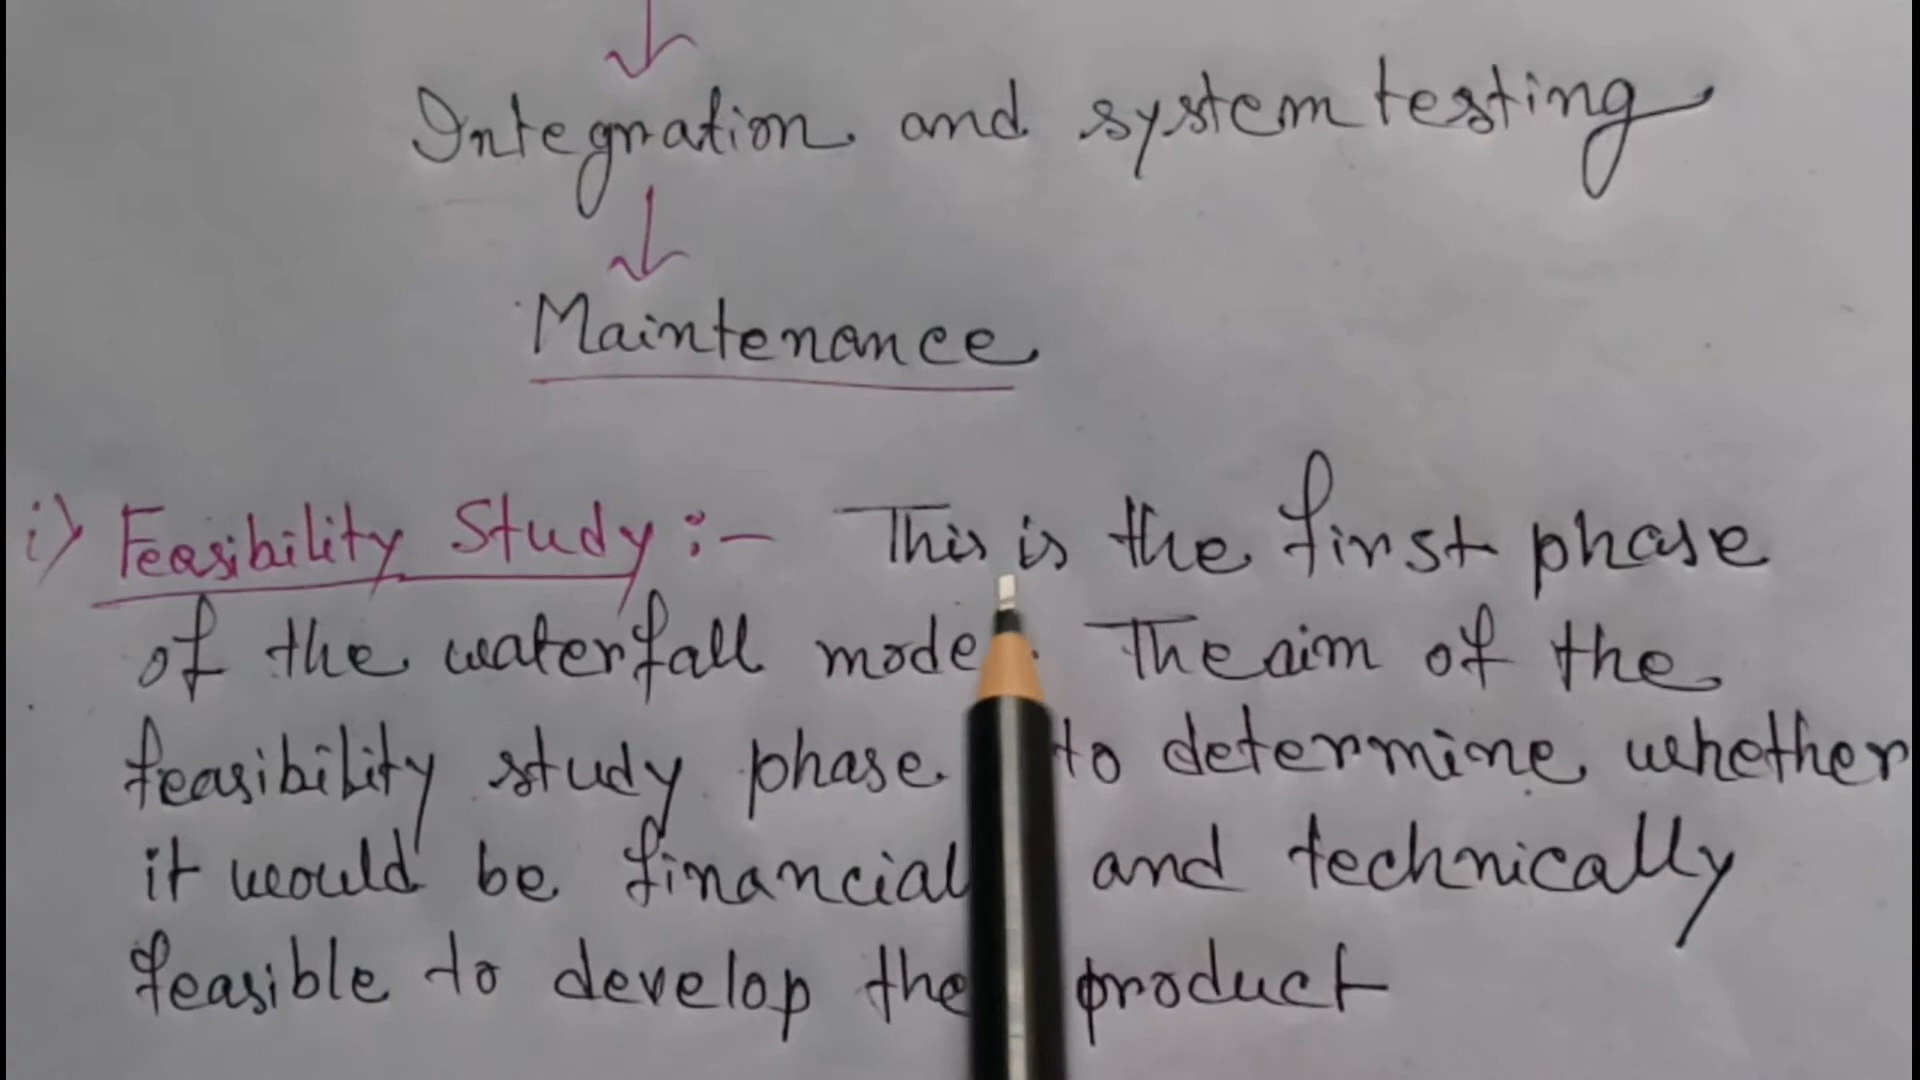 Integration and system testing
Maintenance
i) Feasibility Study :- This is the first phase
of the waterfall mode The aim of the
feasibility study phase to determine whether
it would be financial and technically
feasible to develop the product